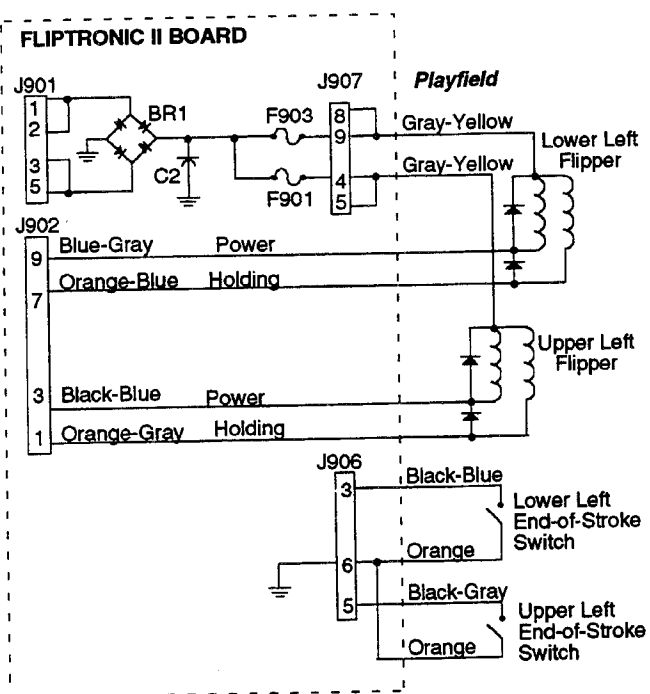 FLIPTRONIC II BOARD
J901
1
2
3
5
BR1
C2
F903
F901
J907
8
9
4
5
Playfield
Gray-Yellow
Gray-Yellow
Lower Left
Flipper
J902
9
Blue-Gray Power
7
Orange-Blue Holding
3
Black-Blue Power
1
Orange-Gray Holding
Upper Left
Flipper
J906
3
Black-Blue
Lower Left
End-of-Stroke
Switch
6
Orange
5
Black-Gray
Upper Left
End-of-Stroke
Switch
Orange